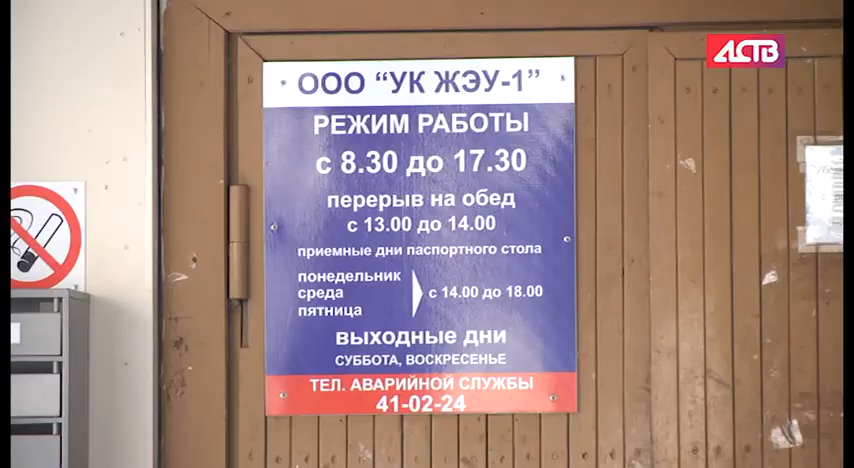 АСТВ
ООО “УК ЖЭУ-1”
РЕЖИМ РАБОТЫ
с 8.30 до 17.30
перерыв на обед
с 13.00 до 14.00
приемные дни паспортного стола
понедельник
среда
пятница
с 14.00 до 18.00
выходные дни
СУББОТА, ВОСКРЕСЕНЬЕ
ТЕЛ. АВАРИЙНОЙ СЛУЖБЫ
41-02-24